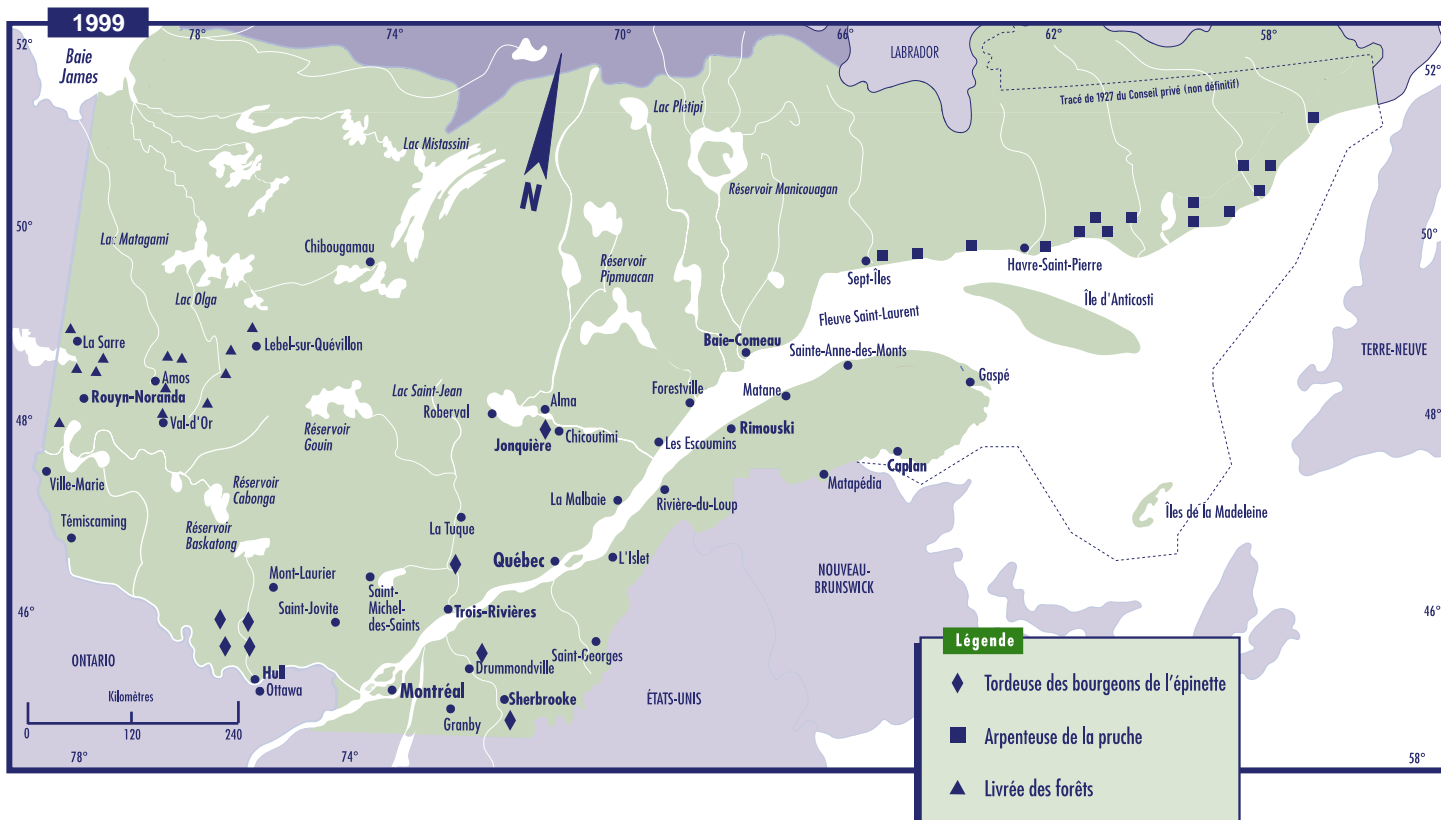 1999
52°
78°
74°
70°
66°
62°
58°
52°
Baie
James
LABRADOR
Tracé de 1927 du Conseil privé (non définitif)
Lac Plétipi
Lac Mistassini
N
Réservoir Manicouagan
50°
Lac Matagami
Chibougamau
Réservoir
Pipmuacan
Sept-Îles
Havre-Saint-Pierre
50°
Lac Olga
Île d'Anticosti
Fleuve Saint-Laurent
La Sarre
Lebel-sur-Quévillon
Baie-Comeau
Sainte-Anne-des-Monts
TERRE-NEUVE
Amos
Rouyn-Noranda
Lac Saint-Jean
Roberval
Alma
Forestville
Matane
Gaspé
48°
Val-d'Or
Réservoir
Gouin
Jonquière
Chicoutimi
Les Escoumins
Rimouski
48°
Ville-Marie
Réservoir
Cabonga
La Malbaie
Rivière-du-Loup
Matapédia
Caplan
Témiscaming
Réservoir
Baskatong
La Tuque
Îles de la Madeleine
Québec
L'Islet
Mont-Laurier
Saint-Jovite
Saint-
Michel-
des-Saints
NOUVEAU-
BRUNSWICK
46°
Trois-Rivières
46°
ONTARIO
Hull
Ottawa
Drummondville
Saint-Georges
Kilomètres
Montréal
Sherbrooke
Granby
ÉTATS-UNIS
0
120
240
78°
74°
58°
Légende
Tordeuse des bourgeons de l'épinette
Arpenteuse de la pruche
Livrée des forêts